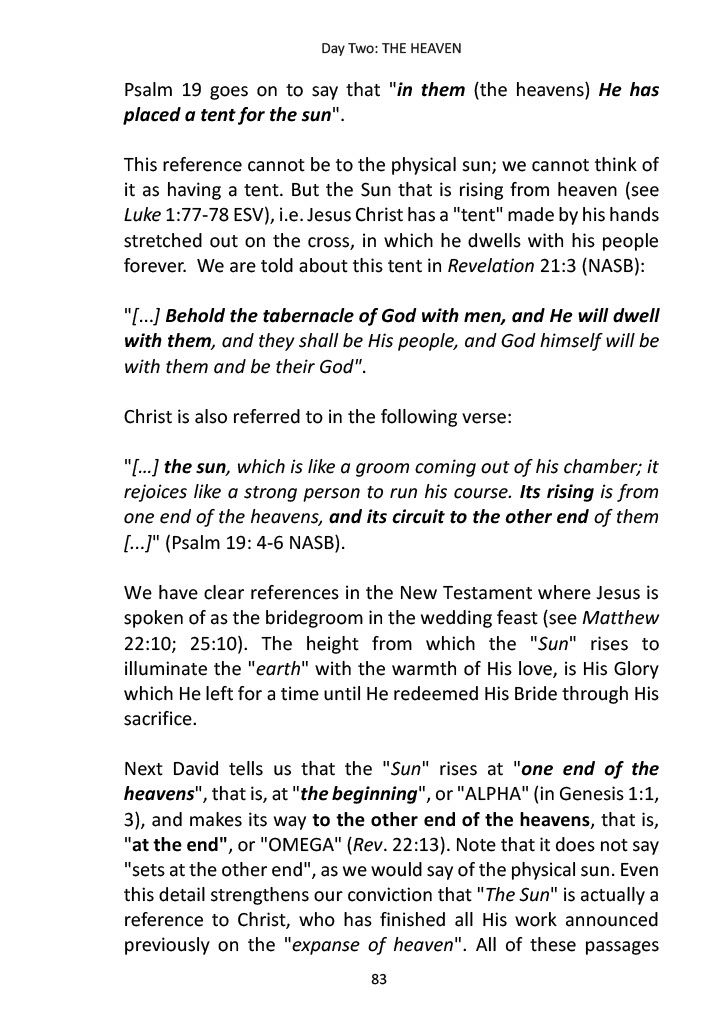 Day Two: THE HEAVEN
Psalm 19 goes on to say that "in them (the heavens) He has
placed a tent for the sun".
This reference cannot be to the physical sun; we cannot think of
it as having a tent. But the Sun that is rising from heaven (see
Luke 1:77-78 ESV), i.e. Jesus Christ has a "tent" made by his hands
stretched out on the cross, in which he dwells with his people
forever.  We are told about this tent in Revelation 21:3 (NASB):
"[...] Behold the tabernacle of God with men, and He will dwell
with them, and they shall be His people, and God himself will be
with them and be their God".
Christ is also referred to in the following verse:
"[…] the sun, which is like a groom coming out of his chamber; it
rejoices like a strong person to run his course. Its rising is from
one end of the heavens, and its circuit to the other end of them
[...]" (Psalm 19: 4-6 NASB).
We have clear references in the New Testament where Jesus is
spoken of as the bridegroom in the wedding feast (see Matthew
22:10; 25:10). The height from which the "Sun" rises to
illuminate the "earth" with the warmth of His love, is His Glory
which He left for a time until He redeemed His Bride through His
sacrifice.
Next David tells us that the "Sun" rises at "one end of the
heavens", that is, at "the beginning", or "ALPHA" (in Genesis 1:1,
3), and makes its way to the other end of the heavens, that is,
"at the end", or "OMEGA" (Rev. 22:13). Note that it does not say
"sets at the other end", as we would say of the physical sun. Even
this detail strengthens our conviction that "The Sun" is actually a
reference to Christ, who has finished all His work announced
previously on the "expanse of heaven". All of these passages
83